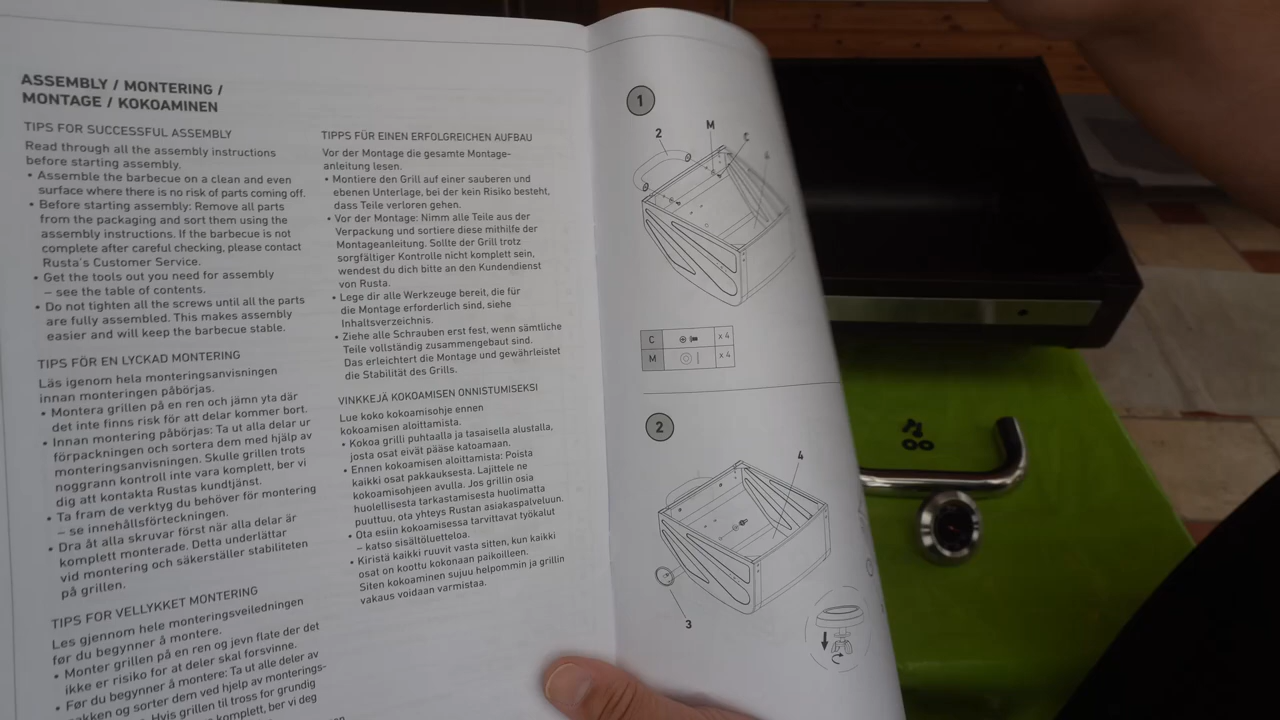 ASSEMBLY / MONTERING /
MONTAGE / KOKOAMINEN
TIPS FOR SUCCESSFUL ASSEMBLY
Read through all the assembly instructions
before starting assembly.
• Assemble the barbecue on a clean and even
surface where there is no risk of parts coming off.
• Before starting assembly: Remove all parts
from the packaging and sort them using the
assembly instructions. If the barbecue is not
complete after careful checking, please contact
Rusta's Customer Service.
• Get the tools out you need for assembly
– see the table of contents.
• Do not tighten all the screws until all the parts
are fully assembled. This makes assembly
easier and will keep the barbecue stable.
TIPS FÖR EN LYCKAD MONTERING
Läs igenom hela monteringsanvisningen
innan monteringen påbörjas.
• Montera grillen på en ren och jämn yta där
det inte finns risk för att delar kommer bort.
• Innan montering påbörjas: Ta ut alla delar ur
förpackningen och sortera dem med hjälp av
monteringsanvisningen. Skulle grillen trots
noggrann kontroll inte vara komplett, ber vi
dig att kontakta Rustas kundtjänst.
• Ta fram de verktyg du behöver för montering
– se innehållsförteckningen.
• Dra åt alla skruvar först när alla delar är
komplett monterade. Detta underlättar
vid montering och säkerställer stabiliteten
på grillen.
TIPS FOR VELLYKKET MONTERING
Les gjennom hele monteringsveiledningen
før du begynner å montere.
• Monter grillen på en ren og jevn flate der det
ikke er risiko for at deler skal forsvinne.
• Før du begynner å montere: Ta ut alle deler av
pakken og sorter dem ved hjelp av monterings-
Hvis grillen til tross for grundig
komplett, ber vi deg
TIPPS FÜR EINEN ERFOLGREICHEN AUFBAU
Vor der Montage die gesamte Montage-
anleitung lesen.
• Montiere den Grill auf einer sauberen und
ebenen Unterlage, bei der kein Risiko besteht,
dass Teile verloren gehen.
• Vor der Montage: Nimm alle Teile aus der
Verpackung und sortiere diese mithilfe der
Montageanleitung. Sollte der Grill trotz
sorgfältiger Kontrolle nicht komplett sein,
wendest du dich bitte an den Kundendienst
von Rusta.
• Lege dir alle Werkzeuge bereit, die für
die Montage erforderlich sind, siehe
Inhaltsverzeichnis.
• Ziehe alle Schrauben erst fest, wenn sämtliche
Teile vollständig zusammengebaut sind.
Das erleichtert die Montage und gewährleistet
die Stabilität des Grills.
VINKKEJÄ KOKOAMISEN ONNISTUMISEKSI
Lue koko kokoamisohje ennen
kokoamisen aloittamista.
• Kokoa grilli puhtaalla ja tasaisella alustalla,
josta osat eivät pääse katoamaan.
• Ennen kokoamisen aloittamista: Poista
kaikki osat pakkauksesta. Lajittele ne
kokoamisohjeen avulla. Jos grillin osia
huolellisesta tarkastamisesta huolimatta
puuttuu, ota yhteys Rustan asiakaspalveluun.
• Ota esiin kokoamisessa tarvittavat työkalut
– katso sisältöluetteloa.
• Kiristä kaikki ruuvit vasta sitten, kun kaikki
osat on koottu kokonaan paikoilleen.
Siten kokoaminen sujuu helpommin ja grillin
vakaus voidaan varmistaa.
1
2 M C
C x 4
M x 4
2
4
3